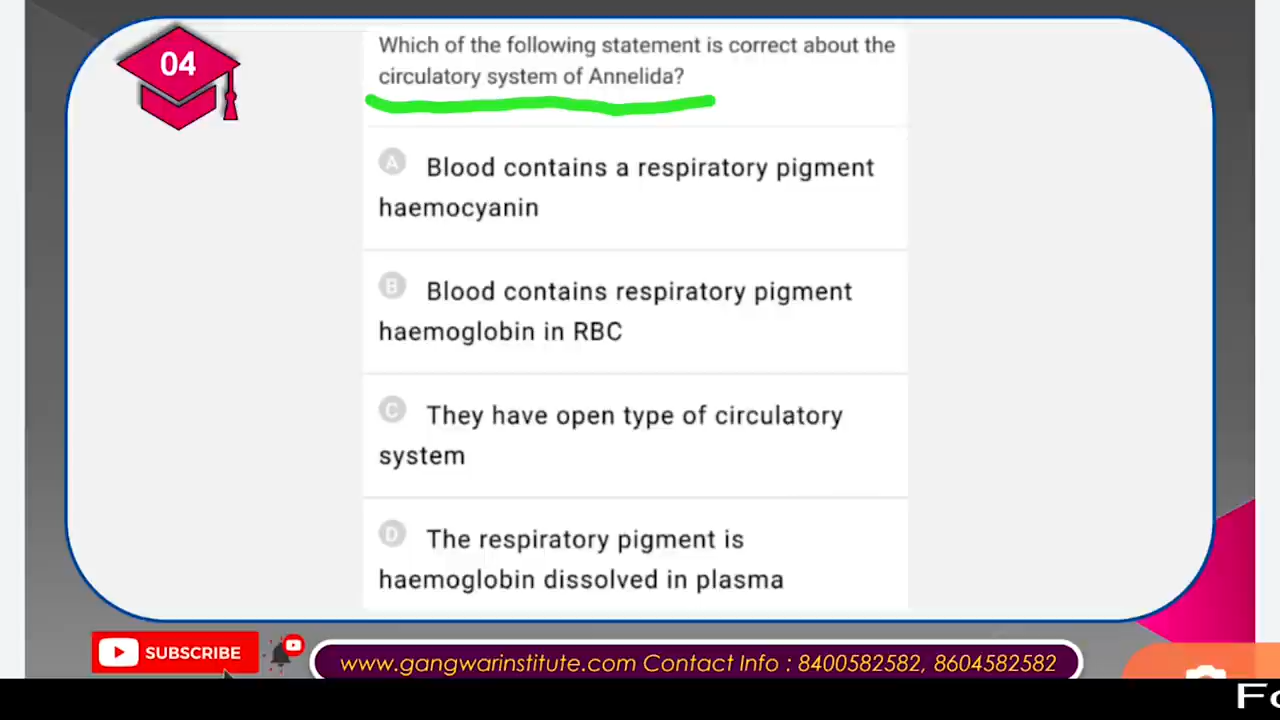 04
Which of the following statement is correct about the
circulatory system of Annelida?
A Blood contains a respiratory pigment
haemocyanin
B Blood contains respiratory pigment
haemoglobin in RBC
C They have open type of circulatory
system
D The respiratory pigment is
haemoglobin dissolved in plasma
SUBSCRIBE
www.gangwarinstitute.com Contact Info : 8400582582, 8604582582